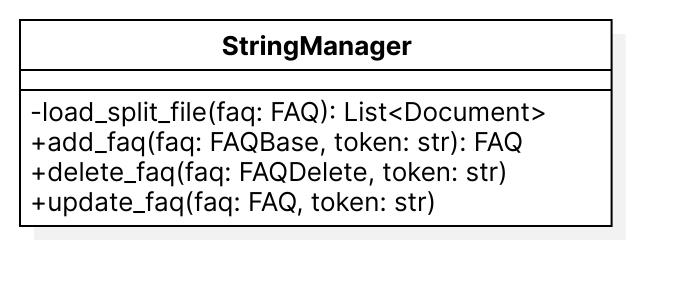 StringManager
-load_split_file(faq: FAQ): List<Document>
+add_faq(faq: FAQBase, token: str): FAQ
+delete_faq(faq: FAQDelete, token: str)
+update_faq(faq: FAQ, token: str)